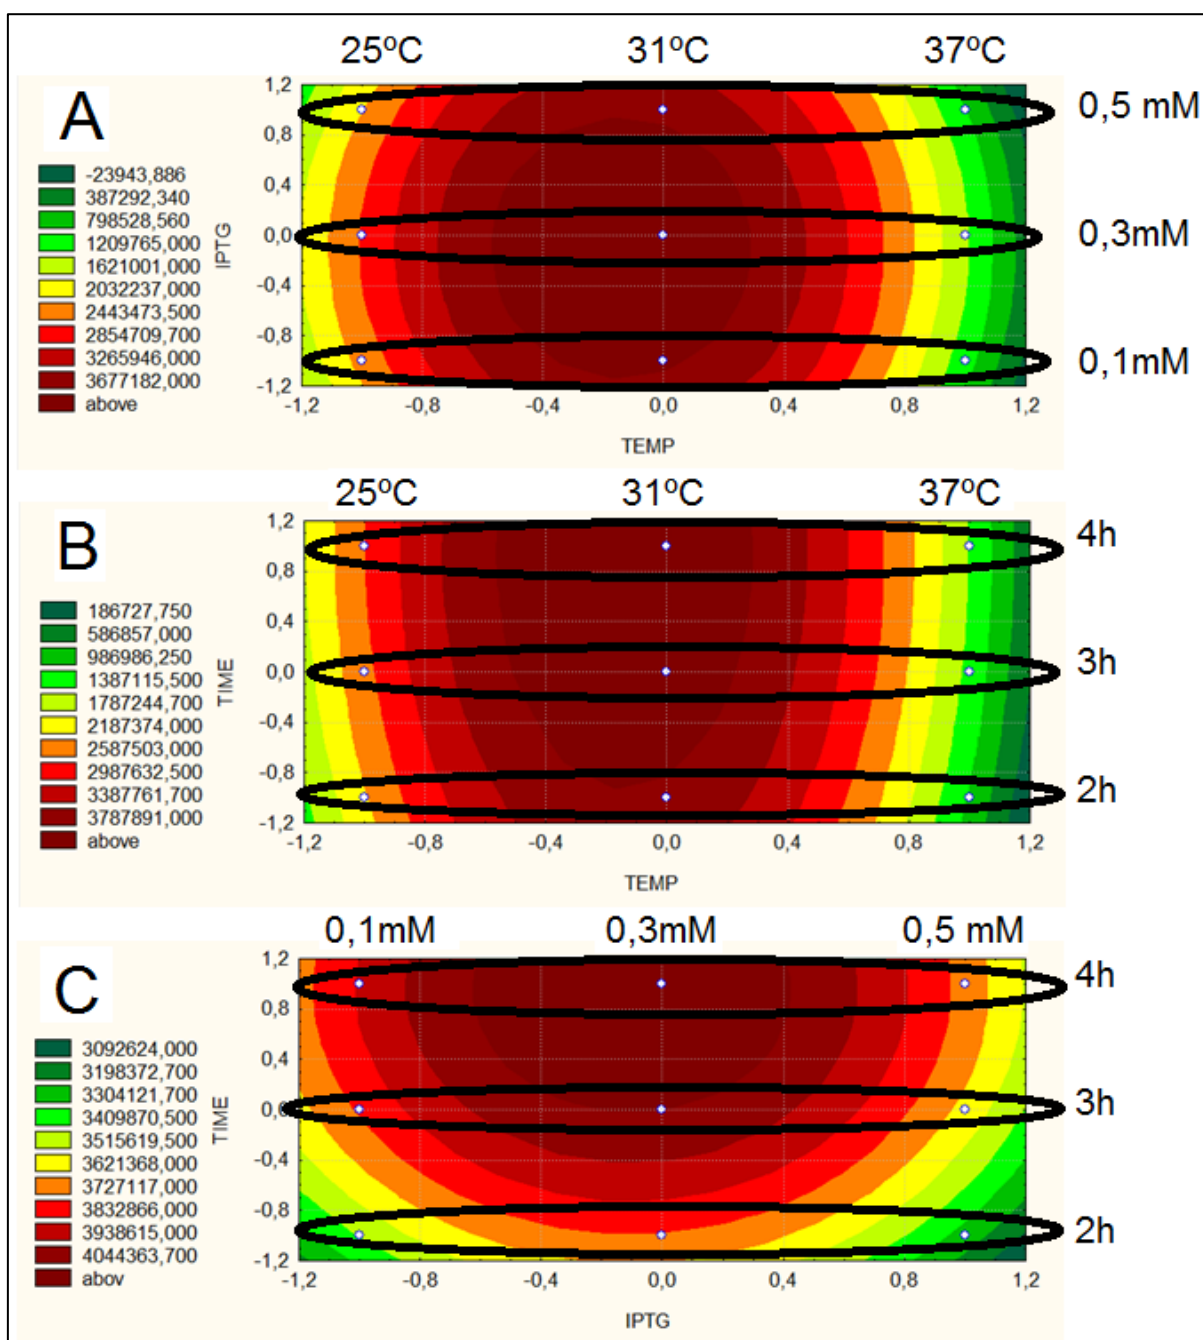 25ºC 31ºC 37ºC
A
1,2
0,8
0,4
0,0
-0,4
-0,8
-1,2
IPTG
-23943,886
387292,340
798528,560
1209765,000
1621001,000
2032237,000
2443473,500
2854709,700
3265946,000
3677182,000
above
0,5 mM
0,3mM
0,1mM
-1,2 -0,8 -0,4 0,0 0,4 0,8 1,2
TEMP
25ºC 31ºC 37ºC
B
1,2
0,8
0,4
0,0
-0,4
-0,8
-1,2
TIME
186727,750
586857,000
986986,250
1387115,500
1787244,700
2187374,000
2587503,000
2987632,500
3387761,700
3787891,000
above
4h
3h
2h
-1,2 -0,8 -0,4 0,0 0,4 0,8 1,2
TEMP
0,1mM 0,3mM 0,5 mM
C
1,2
0,8
0,4
0,0
-0,4
-0,8
-1,2
TIME
3092624,000
3198372,700
3304121,700
3409870,500
3515619,500
3621368,000
3727117,000
3832866,000
3938615,000
4044363,700
abov
4h
3h
2h
-1,2 -0,8 -0,4 0,0 0,4 0,8 1,2
IPTG